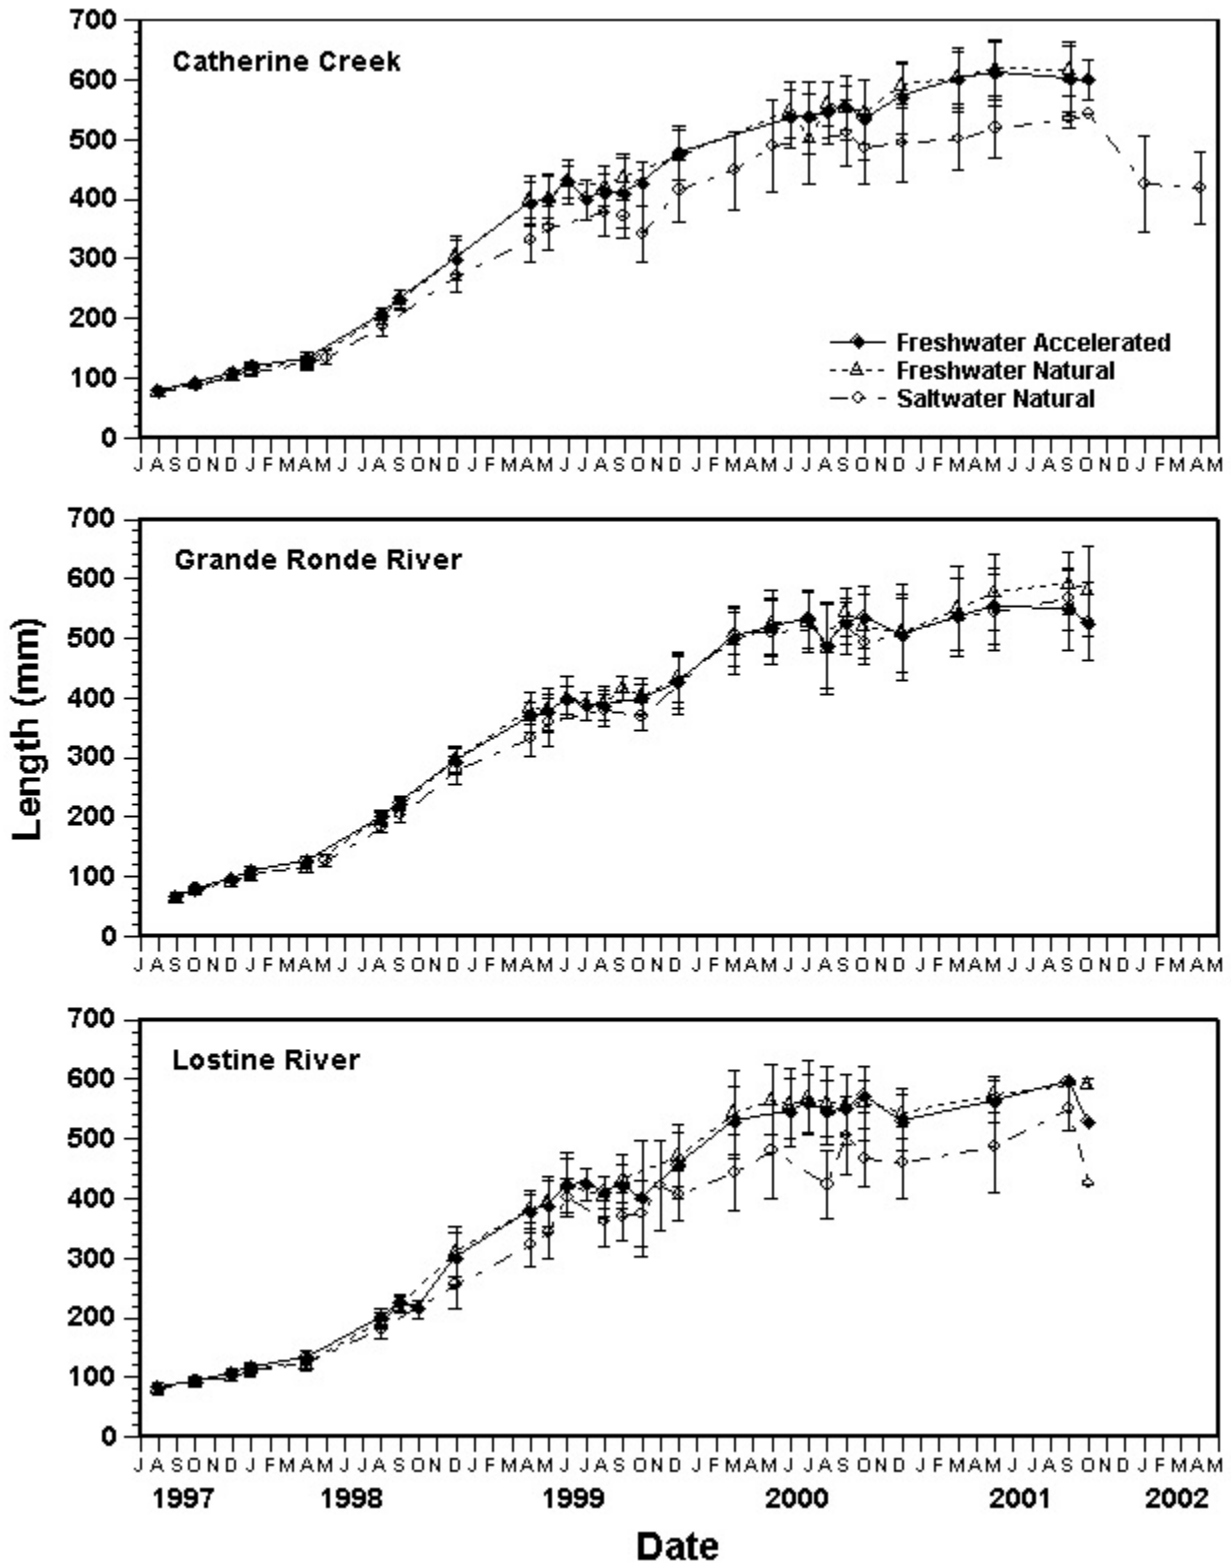 700
600
500
400
300
200
100
0
Catherine Creek
Freshwater Accelerated
Freshwater Natural
Saltwater Natural
J A S O N D J F M A M J J A S O N D J F M A M J J A S O N D J F M A M J J A S O N D J F M A M J J A S O N D J F M A M
700
600
500
400
300
200
100
0
Grande Ronde River
Length (mm)
J A S O N D J F M A M J J A S O N D J F M A M J J A S O N D J F M A M J J A S O N D J F M A M J J A S O N D J F M A M
700
600
500
400
300
200
100
0
Lostine River
J A S O N D J F M A M J J A S O N D J F M A M J J A S O N D J F M A M J J A S O N D J F M A M J J A S O N D J F M A M
1997 1998 1999 2000 2001 2002
Date